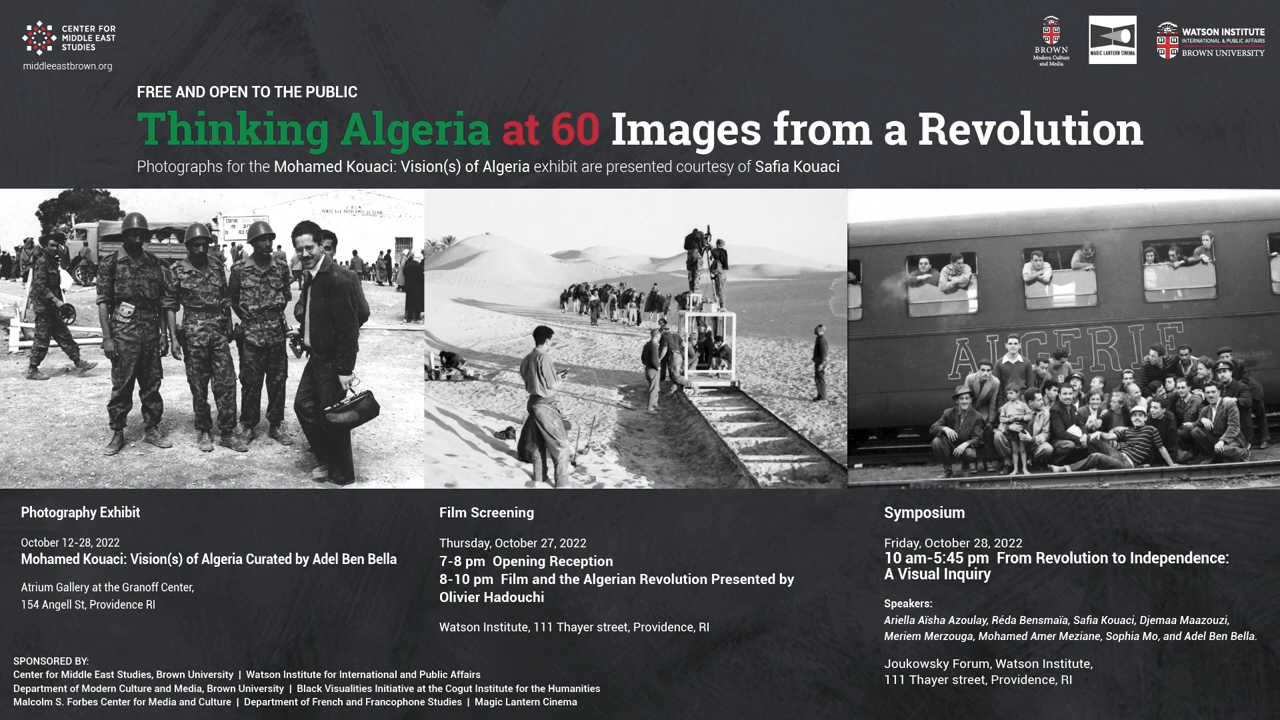 CENTER FOR
MIDDLE EAST
STUDIES
middleeastbrown.org
BROWN
Modern Culture
and Media
MAGIC LANTERN CINEMA
WATSON INSTITUTE
INTERNATIONAL & PUBLIC AFFAIRS
BROWN UNIVERSITY
FREE AND OPEN TO THE PUBLIC
Thinking Algeria at 60 Images from a Revolution
Photographs for the Mohamed Kouaci: Vision(s) of Algeria exhibit are presented courtesy of Safia Kouaci
ALGERIE
Photography Exhibit
October 12-28, 2022
Mohamed Kouaci: Vision(s) of Algeria Curated by Adel Ben Bella
Atrium Gallery at the Granoff Center,
154 Angell St, Providence RI
Film Screening
Thursday, October 27, 2022
7-8 pm Opening Reception
8-10 pm Film and the Algerian Revolution Presented by
Olivier Hadouchi
Watson Institute, 111 Thayer street, Providence, RI
Symposium
Friday, October 28, 2022
10 am-5:45 pm From Revolution to Independence:
A Visual Inquiry
Speakers:
Ariella Aïsha Azoulay, Réda Bensmaïa, Safia Kouaci, Djemaa Maazouzi,
Meriem Merzouga, Mohamed Amer Meziane, Sophia Mo, and Adel Ben Bella.
Joukowsky Forum, Watson Institute,
111 Thayer street, Providence, RI
SPONSORED BY:
Center for Middle East Studies, Brown University | Watson Institute for International and Public Affairs
Department of Modern Culture and Media, Brown University | Black Visualities Initiative at the Cogut Institute for the Humanities
Malcolm S. Forbes Center for Media and Culture | Department of French and Francophone Studies | Magic Lantern Cinema